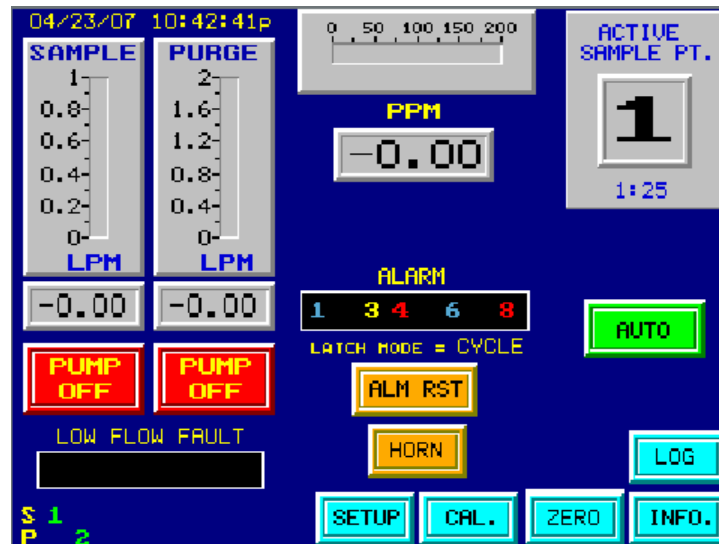 04/23/07 10:42:41p
SAMPLE
1
0.8
0.6
0.4
0.2
0
LPM
-0.00
PUMP
OFF
PURGE
2
1.6
1.2
0.8
0.4
0
LPM
-0.00
PUMP
OFF
LOW FLOW FAULT
S 1
P 2
0 50 100 150 200
PPM
-0.00
ALARM
1 3 4 6 8
LATCH MODE = CYCLE
ALM RST
HORN
ACTIVE
SAMPLE PT.
1
1:25
AUTO
LOG
SETUP CAL. ZERO INFO.